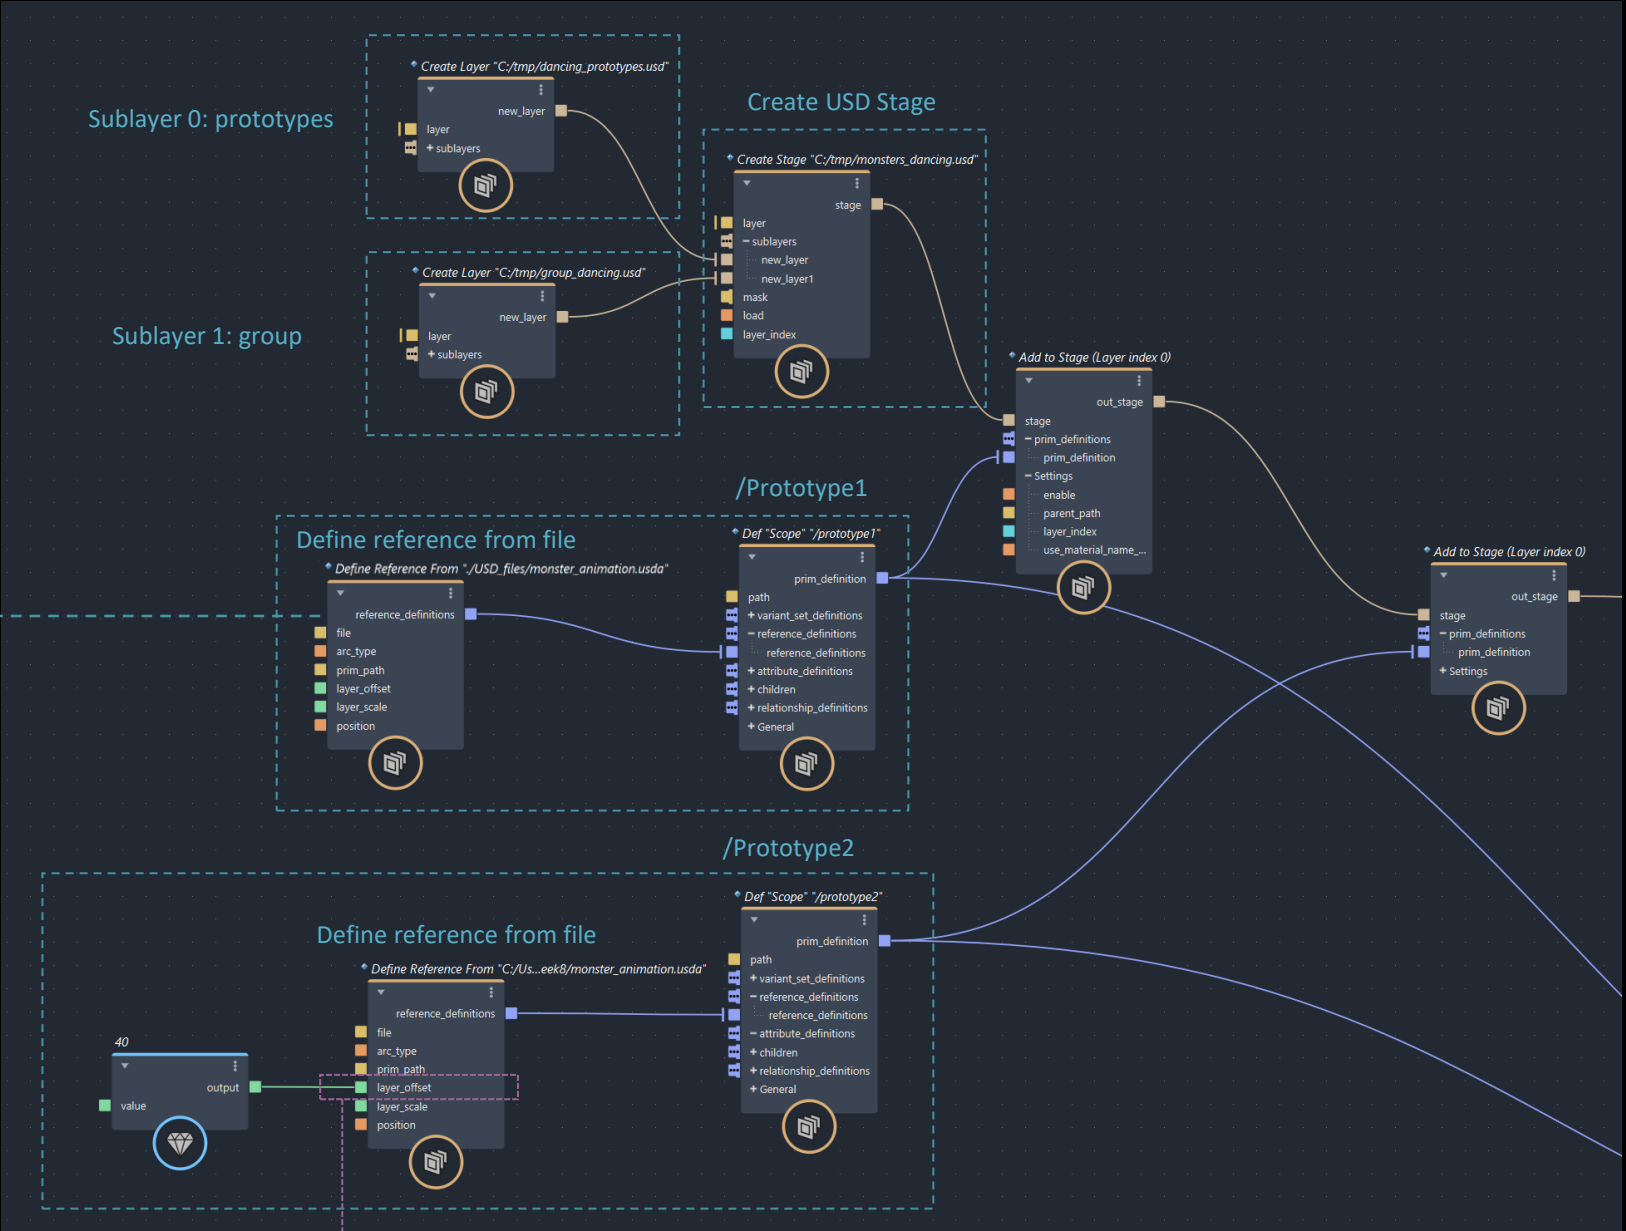 Create Layer "C:/tmp/dancing_prototypes.usd"
new_layer
Sublayer 0: prototypes
layer
sublayers
Create USD Stage
Create Stage "C:/tmp/monsters_dancing.usd"
stage
layer
sublayers
new_layer
new_layer1
mask
load
layer_index
Create Layer "C:/tmp/group_dancing.usd"
new_layer
Sublayer 1: group
layer
sublayers
Add to Stage (Layer index 0)
out_stage
stage
prim_definitions
prim_definition
Settings
enable
parent_path
layer_index
use_material_name_...
/Prototype1
Define reference from file
Define Reference From "./USD_files/monster_animation.usda"
reference_definitions
file
arc_type
prim_path
layer_offset
layer_scale
position
Def "Scope" "/prototype1"
prim_definition
path
variant_set_definitions
reference_definitions
reference_definitions
attribute_definitions
children
relationship_definitions
General
Add to Stage (Layer index 0)
out_stage
stage
prim_definitions
prim_definition
Settings
/Prototype2
Define reference from file
Define Reference From "C:/Us...eek8/monster_animation.usda"
reference_definitions
file
arc_type
prim_path
layer_offset
layer_scale
position
40
output
value
Def "Scope" "/prototype2"
prim_definition
path
variant_set_definitions
reference_definitions
reference_definitions
attribute_definitions
children
relationship_definitions
General